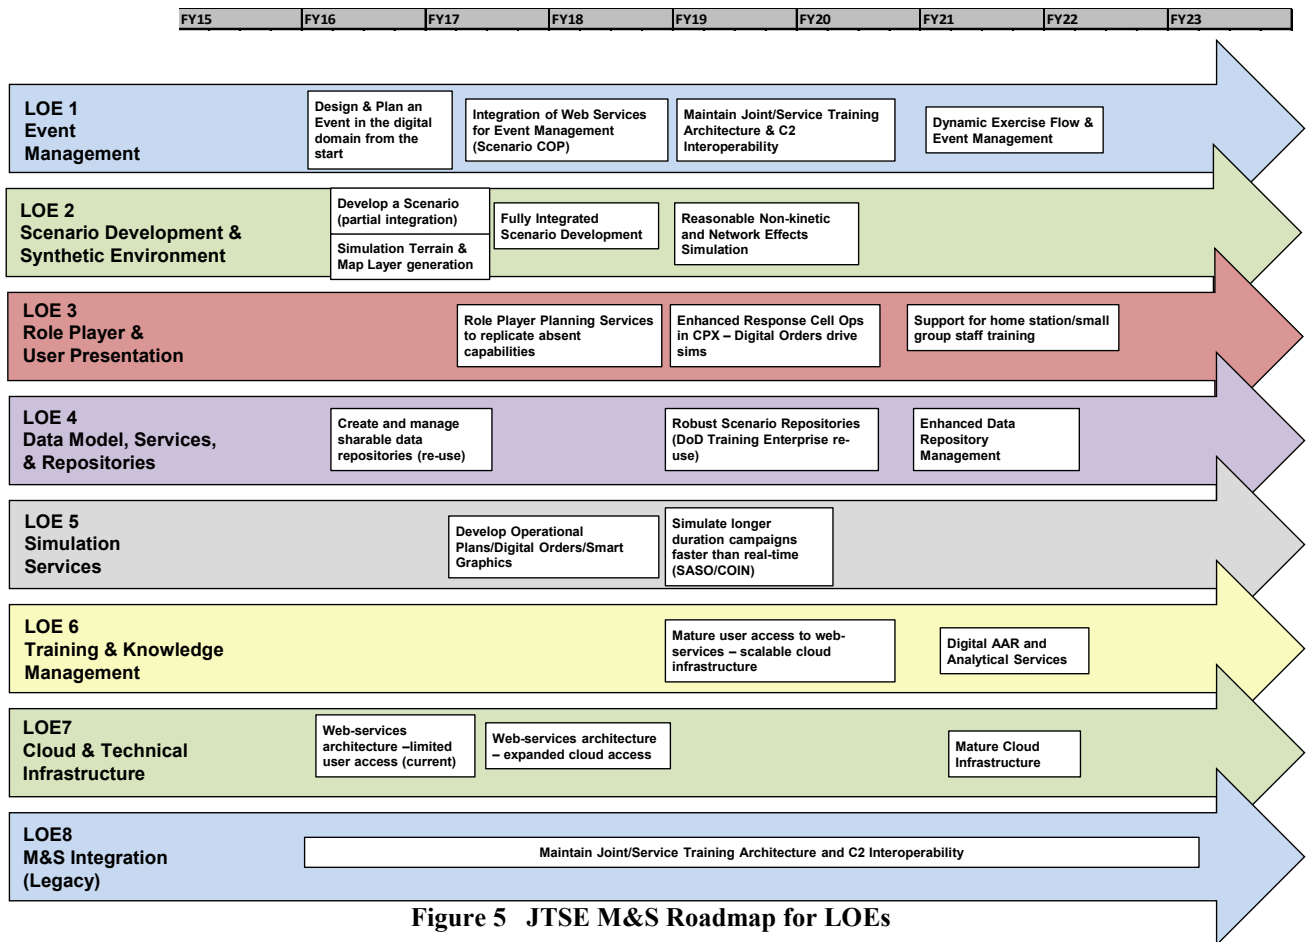 FY15 FY16 FY17 FY18 FY19 FY20 FY21 FY22 FY23
LOE 1
Event
Management
Design & Plan an
Event in the digital
domain from the
start
Integration of Web Services
for Event Management
(Scenario COP)
Maintain Joint/Service Training
Architecture & C2
Interoperability
Dynamic Exercise Flow &
Event Management
LOE 2
Scenario Development &
Synthetic Environment
Develop a Scenario
(partial integration)
Simulation Terrain &
Map Layer generation
Fully Integrated
Scenario Development
Reasonable Non-kinetic
and Network Effects
Simulation
LOE 3
Role Player &
User Presentation
Role Player Planning Services
to replicate absent
capabilities
Enhanced Response Cell Ops
in CPX – Digital Orders drive
sims
Support for home station/small
group staff training
LOE 4
Data Model, Services,
& Repositories
Create and manage
sharable data
repositories (re-use)
Robust Scenario Repositories
(DoD Training Enterprise re-
use)
Enhanced Data
Repository
Management
LOE 5
Simulation
Services
Develop Operational
Plans/Digital Orders/Smart
Graphics
Simulate longer
duration campaigns
faster than real-time
(SASO/COIN)
LOE 6
Training & Knowledge
Management
Mature user access to web-
services – scalable cloud
infrastructure
Digital AAR and
Analytical Services
LOE7
Cloud & Technical
Infrastructure
Web-services
architecture –limited
user access (current)
Web-services architecture
– expanded cloud access
Mature Cloud
Infrastructure
LOE8
M&S Integration
(Legacy)
Maintain Joint/Service Training Architecture and C2 Interoperability
Figure 5 JTSE M&S Roadmap for LOEs